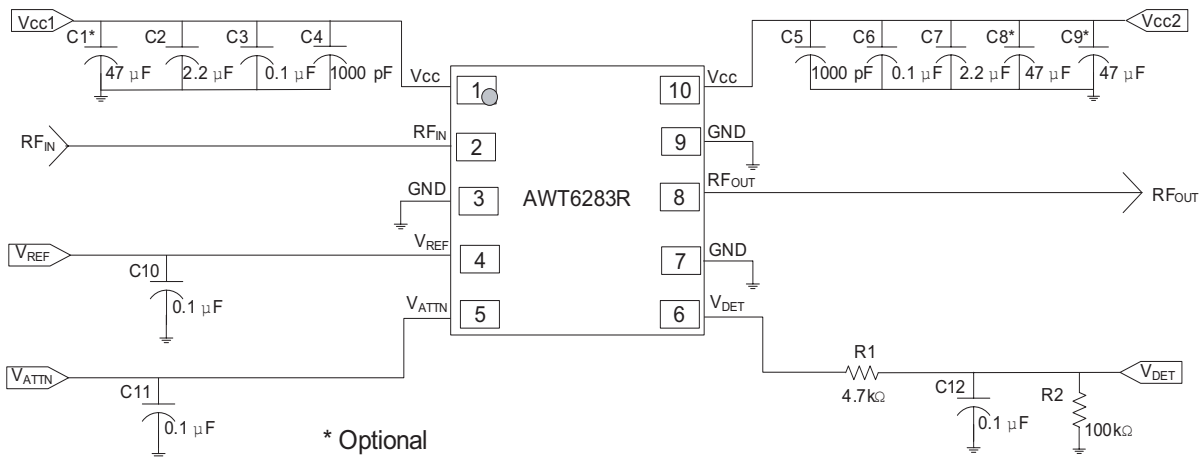 Vcc1
C1*
C2
C3
C4
47 μF
2.2 μF
0.1 μF
1000 pF
Vcc
Vcc2
C5
C6
C7
C8*
C9*
1000 pF
0.1 μF
2.2 μF
47 μF
47 μF
Vcc
1
10
RFIN
RFIN
2
9
GND
GND
3
AWT6283R
8
RFOUT
RFOUT
VREF
VREF
4
7
GND
C10
0.1 μF
VATTN
5
6
VDET
VATTN
C11
0.1 μF
R1
4.7kΩ
C12
0.1 μF
R2
100kΩ
VDET
* Optional